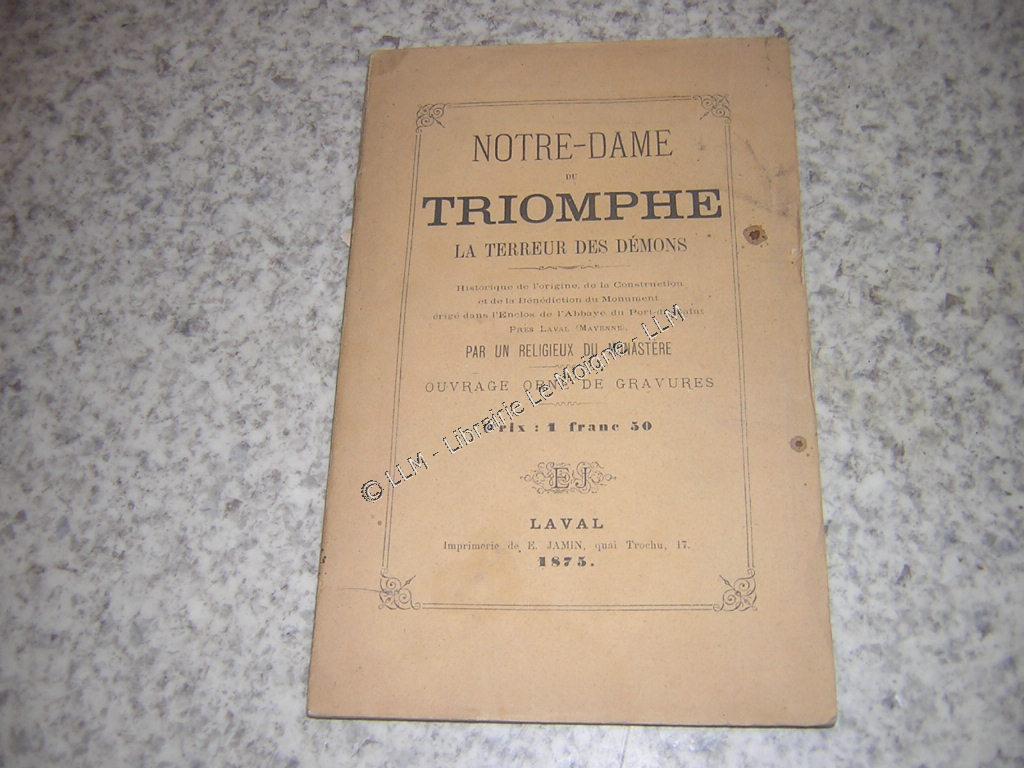 NOTRE-DAME
DU
TRIOMPHE
LA TERREUR DES DÉMONS
Historique de l'origine, de la Construction
et de la Bénédiction du Monument
érigé dans l'Enclos de l'Abbaye du Port-du-Salut
PRÈS LAVAL (MAYENNE),
PAR UN RELIGIEUX DU MONASTÈRE
OUVRAGE ORNÉ DE GRAVURES
Prix : 1 franc 50
EJ
LAVAL
Imprimerie de E. JAMIN, quai Trochu, 17.
1875.
© LLM - Librairie Le Moigne - LLM